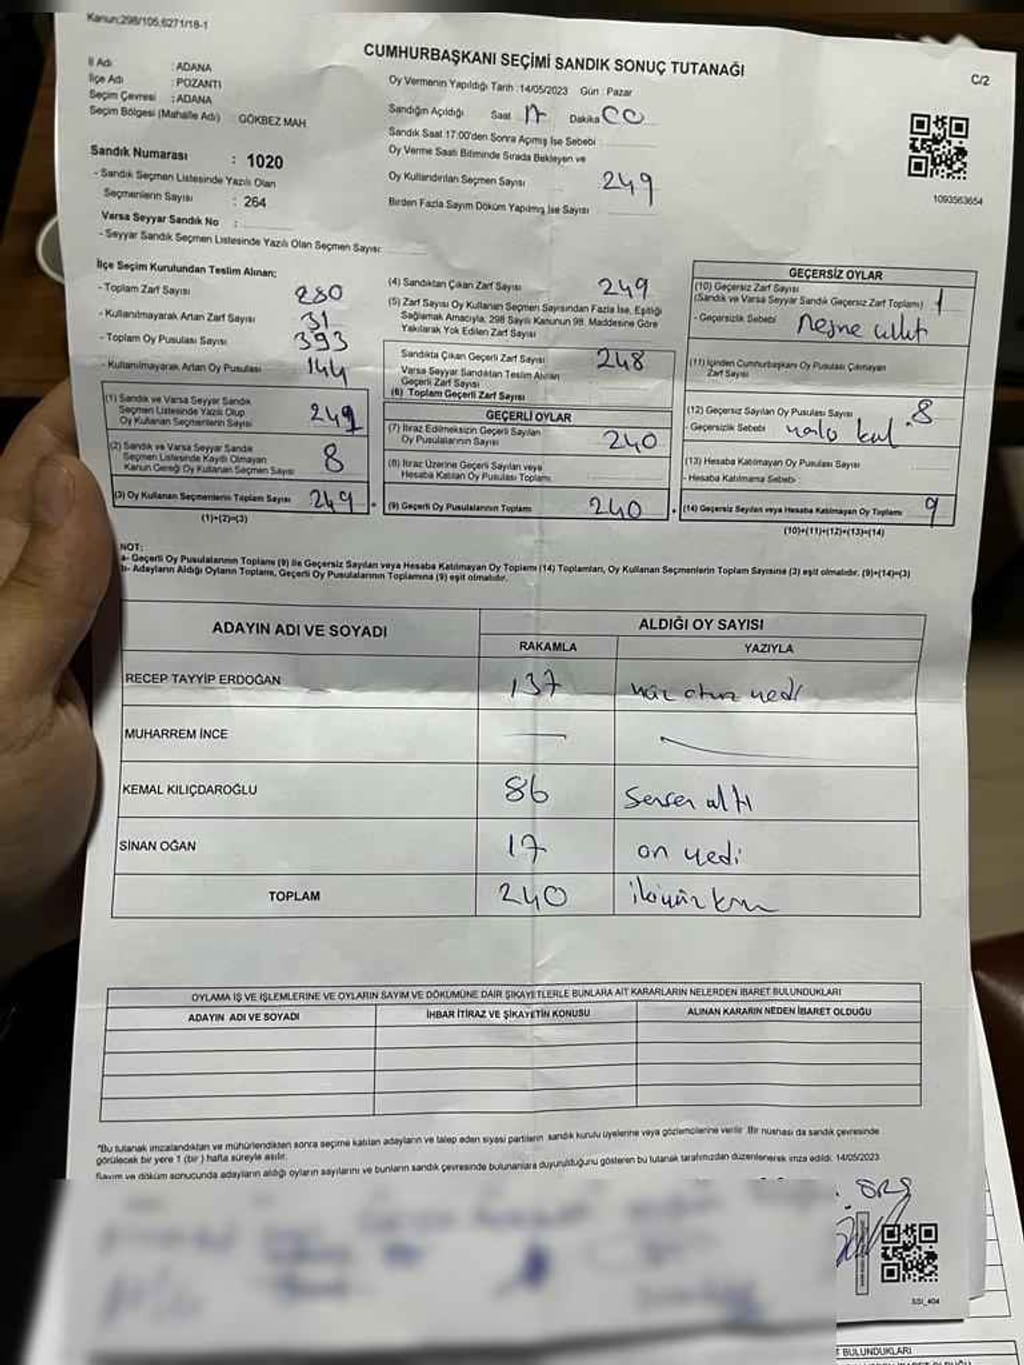 Kanun:298/105,6271/18-1
CUMHURBAŞKANI SEÇİMİ SANDIK SONUÇ TUTANAĞI
C/2
İl Adı : ADANA
İlçe Adı : POZANTI
Seçim Çevresi : ADANA
Seçim Bölgesi (Mahalle Adı) : GÖKBEZ MAH.
Oy Vermenin Yapıldığı Tarih :14/05/2023 Gün : Pazar
Sandığın Açıldığı Saat 17 Dakika 00
Sandık Saat 17:00'den Sonra Açımış İse Sebebi
Oy Verme Saati Bitiminde Sırada Bekleyen ve
Oy Kullandırılan Seçmen Sayısı 249
Birden Fazla Sayım Döküm Yapılmış İse Sayısı
1093563654
Sandık Numarası : 1020
- Sandık Seçmen Listesinde Yazılı Olan
Seçmenlerin Sayısı : 264
Varsa Seyyar Sandık No :
- Seyyar Sandık Seçmen Listesinde Yazılı Olan Seçmen Sayısı:
İlçe Seçim Kurulundan Teslim Alınan;
- Toplam Zarf Sayısı 280
- Kullanılmayarak Artan Zarf Sayısı 31
- Toplam Oy Pusulası Sayısı 393
- Kullanılmayarak Artan Oy Pusulası 144
(1) Sandık ve Varsa Seyyar Sandık
Seçmen Listesinde Yazılı Olup
Oy Kullanan Seçmenlerin Sayısı 249
(2) Sandık ve Varsa Seyyar Sandık
Seçmen Listesinde Kayıtlı Olmayan
Kanun Gereği Oy Kullanan Seçmen Sayısı 8
(3) Oy Kullanan Seçmenlerin Toplam Sayısı 249
(1)+(2)=(3)
(4) Sandıktan Çıkan Zarf Sayısı 249
(5) Zarf Sayısı Oy Kullanan Seçmen Sayısından Fazla İse, Eşitliği
Sağlamak Amacıyla, 298 Sayılı Kanunun 98. Maddesine Göre
Yakılarak Yok Edilen Zarf Sayısı
Sandıkta Çıkan Geçerli Zarf Sayısı 248
Varsa Seyyar Sandıktan Teslim Alınan
Geçerli Zarf Sayısı
(6) Toplam Geçerli Zarf Sayısı
GEÇERLİ OYLAR
(7) İtiraz Edilmeksizin Geçerli Sayılan
Oy Pusulalarının Sayısı 240
(8) İtiraz Üzerine Geçerli Sayılan veya
Hesaba Katılan Oy Pusulası Toplamı
(9) Geçerli Oy Pusulalarının Toplamı 240
GEÇERSİZ OYLAR
(10) Geçersiz Zarf Sayısı
(Sandık ve Varsa Seyyar Sandık Geçersiz Zarf Toplamı) 1
- Geçersizlik Sebebi
(11) İçinden Cumhurbaşkanı Oy Pusulası Çıkmayan
Zarf Sayısı
(12) Geçersiz Sayılan Oy Pusulası Sayısı 8
- Geçersizlik Sebebi
(13) Hesaba Katılmayan Oy Pusulası Sayısı
- Hesaba Katılmama Sebebi :
(14) Geçersiz Sayılan veya Hesaba Katılmayan Oy Toplamı 9
(10)+(11)+(12)+(13)=(14)
NOT:
a- Geçerli Oy Pusulalarının Toplamı (9) ile Geçersiz Sayılan veya Hesaba Katılmayan Oy Toplamı (14) Toplamları, Oy Kullanan Seçmenlerin Toplam Sayısına (3) eşit olmalıdır. (9)+(14)=(3)
b- Adayların Aldığı Oyların Toplamı, Geçerli Oy Pusulalarının Toplamına (9) eşit olmalıdır.
ADAYIN ADI VE SOYADI
ALDIĞI OY SAYISI
RAKAMLA YAZIYLA
RECEP TAYYİP ERDOĞAN 137 yüz otuz yedi
MUHARREM İNCE
KEMAL KILIÇDAROĞLU 86 seksen altı
SİNAN OĞAN 17 on yedi
TOPLAM 240 ikiyüz kırk
OYLAMA İŞ VE İŞLEMLERİNE VE OYLARIN SAYIM VE DÖKÜMÜNE DAİR ŞİKAYETLERLE BUNLARA AİT KARARLARIN NELERDEN İBARET BULUNDUKLARI
ADAYIN ADI VE SOYADI İHBAR İTİRAZ VE ŞİKAYETİN KONUSU ALINAN KARARIN NEDEN İBARET OLDUĞU
"Bu tutanak imzalandıktan ve mühürlendikten sonra seçime katılan adayların ve talep eden siyasi partilerin sandık kurulu üyelerine veya gözlemcilerine verilir. Bir nüshası da sandık çevresinde
görülecek bir yere 1 (bir) hafta süreyle asılır.
Sayım ve döküm sonucunda adayların aldığı oyların sayılarını ve bunların sandık çevresinde bulunanlara duyurulduğunu gösteren bu tutanak tarafımızdan düzenlenerek imza edildi. 14/05/2023
SSİ_404
T BULUNDUKLARI